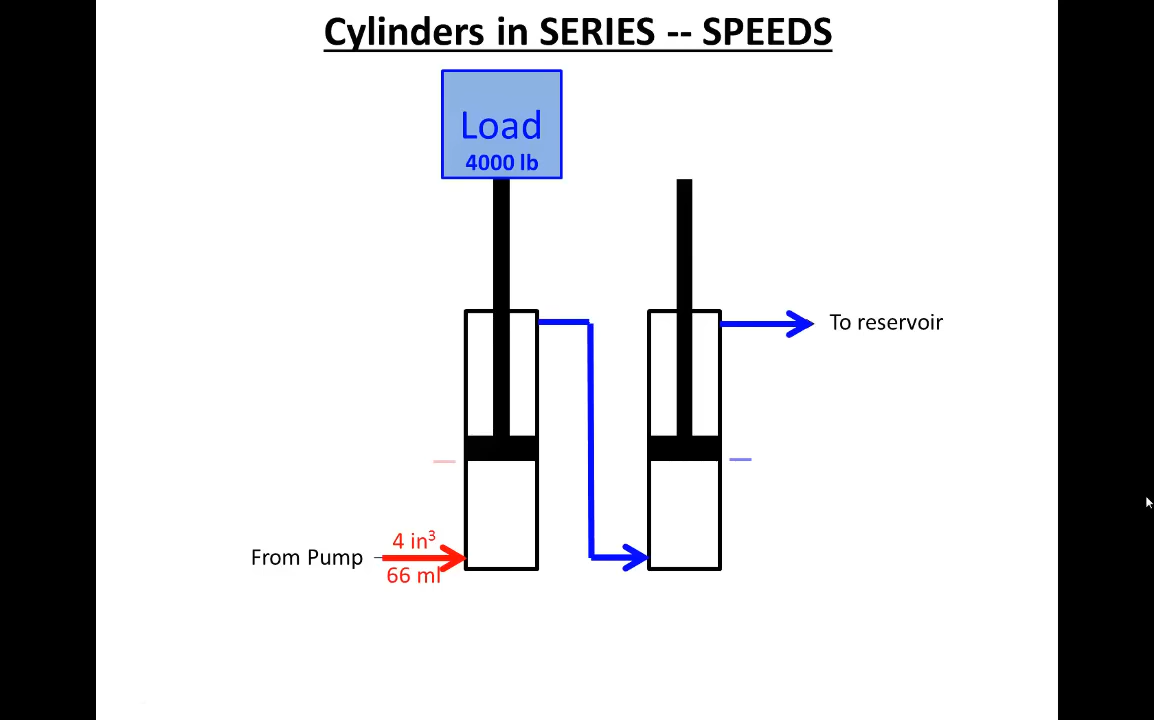 Cylinders in SERIES -- SPEEDS
Load
4000 lb
To reservoir
4 in³
From Pump
66 ml